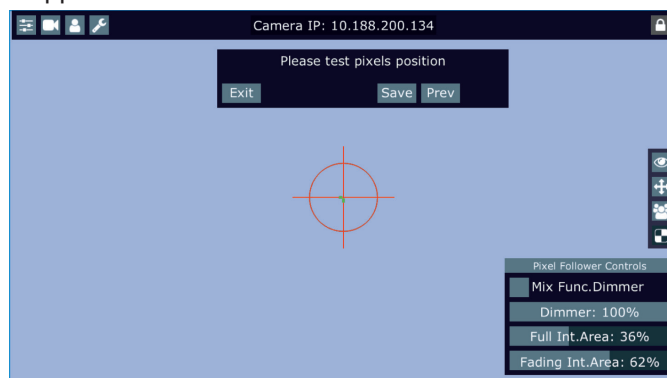 Camera IP: 10.188.200.134
Please test pixels position
Exit Save Prev
Pixel Follower Controls
Mix Func.Dimmer
Dimmer: 100%
Full Int.Area: 36%
Fading Int.Area: 62%